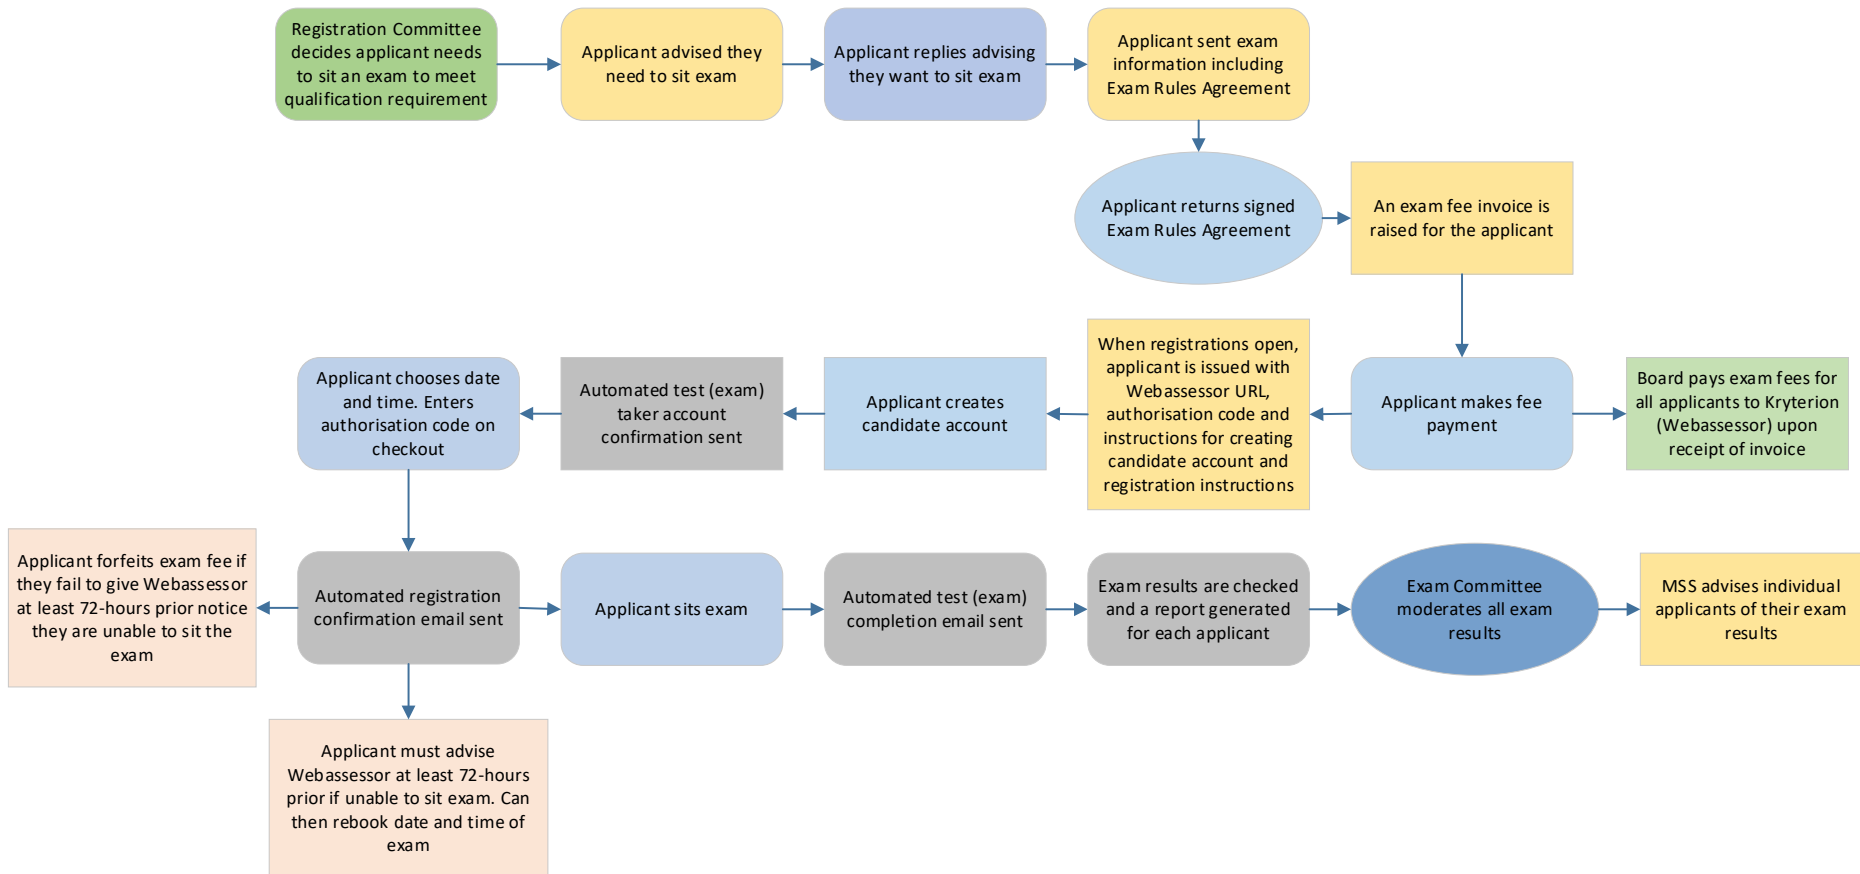 Registration Committee
decides applicant needs
to sit an exam to meet
qualification requirement
Applicant advised they
need to sit exam
Applicant replies advising
they want to sit exam
Applicant sent exam
information including
Exam Rules Agreement
Applicant returns signed
Exam Rules Agreement
An exam fee invoice is
raised for the applicant
Applicant chooses date
and time. Enters
authorisation code on
checkout
Automated test (exam)
taker account
confirmation sent
Applicant creates
candidate account
When registrations open,
applicant is issued with
Webassessor URL,
authorisation code and
instructions for creating
candidate account and
registration instructions
Applicant makes fee
payment
Board pays exam fees for
all applicants to Kryterion
(Webassessor) upon
receipt of invoice
Applicant forfeits exam fee if
they fail to give Webassessor
at least 72-hours prior notice
they are unable to sit the
exam
Automated registration
confirmation email sent
Applicant sits exam
Automated test (exam)
completion email sent
Exam results are checked
and a report generated
for each applicant
Exam Committee
moderates all exam
results
MSS advises individual
applicants of their exam
results
Applicant must advise
Webassessor at least 72-hours
prior if unable to sit exam. Can
then rebook date and time of
exam